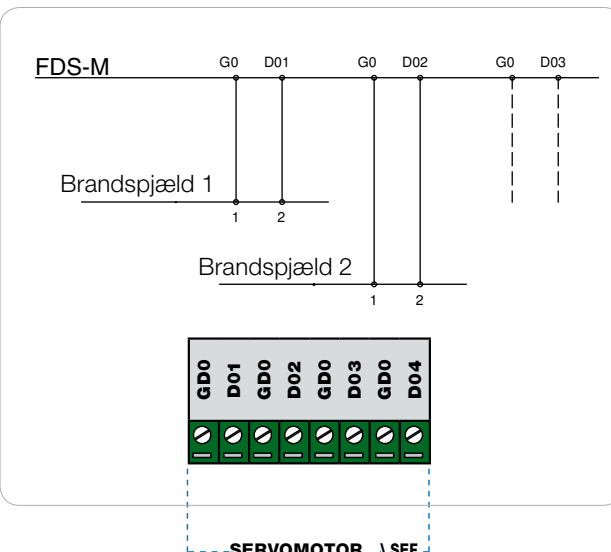 FDS-M G0 D01 G0 D02 G0 D03
Brandspjæld 1
1 2
Brandspjæld 2
1 2
GD0 D01 GD0 D02 GD0 D03 GD0 D04
SERVOMOTOR